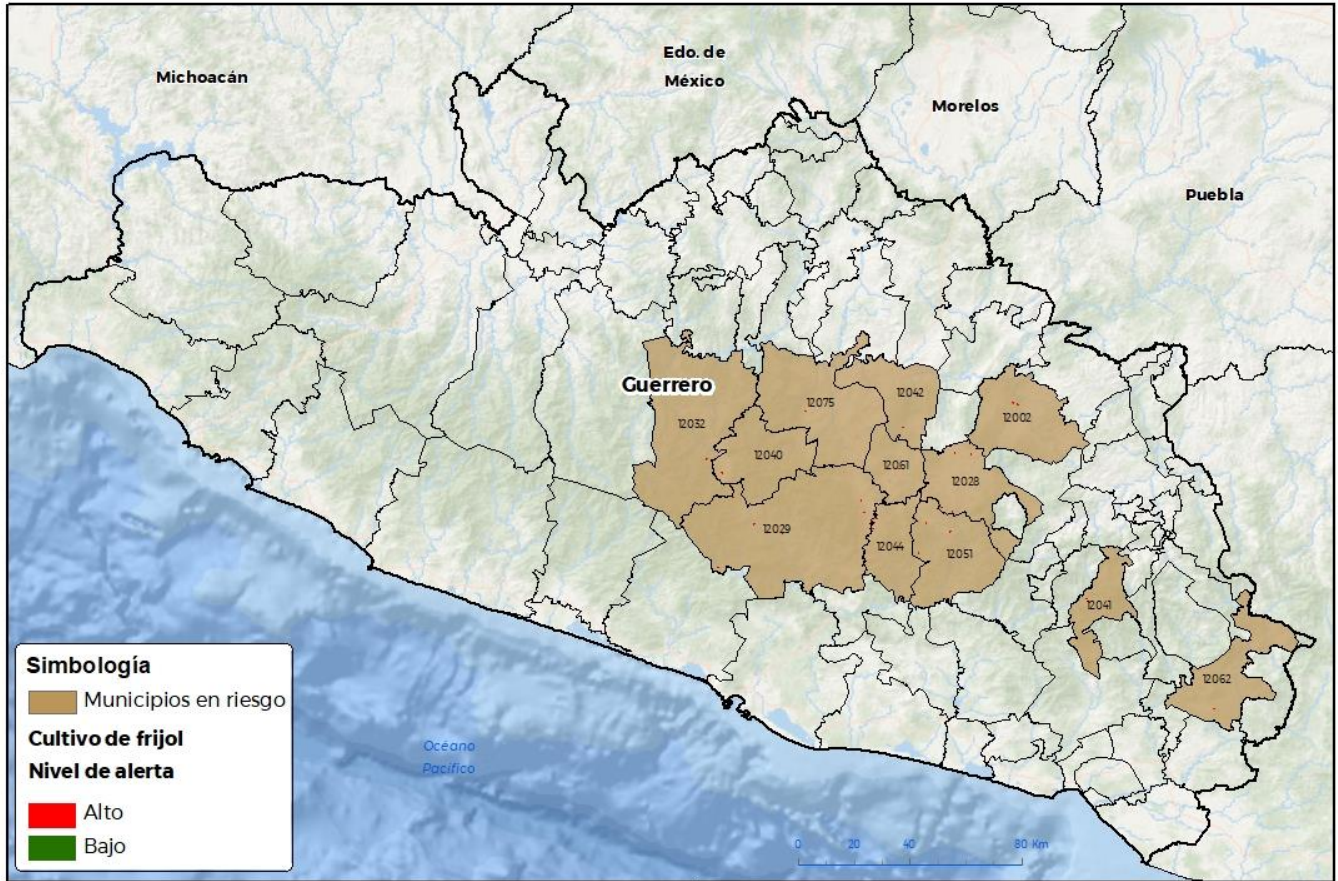 Michoacán
Edo. de
México
Morelos
Puebla
Guerrero
12032
12075
12042
12002
12040
12061
12028
12029
12044
12051
12041
12062
Simbología
Municipios en riesgo
Cultivo de frijol
Nivel de alerta
Alto
Bajo
Océano
Pacífico
0 20 40 80 Km